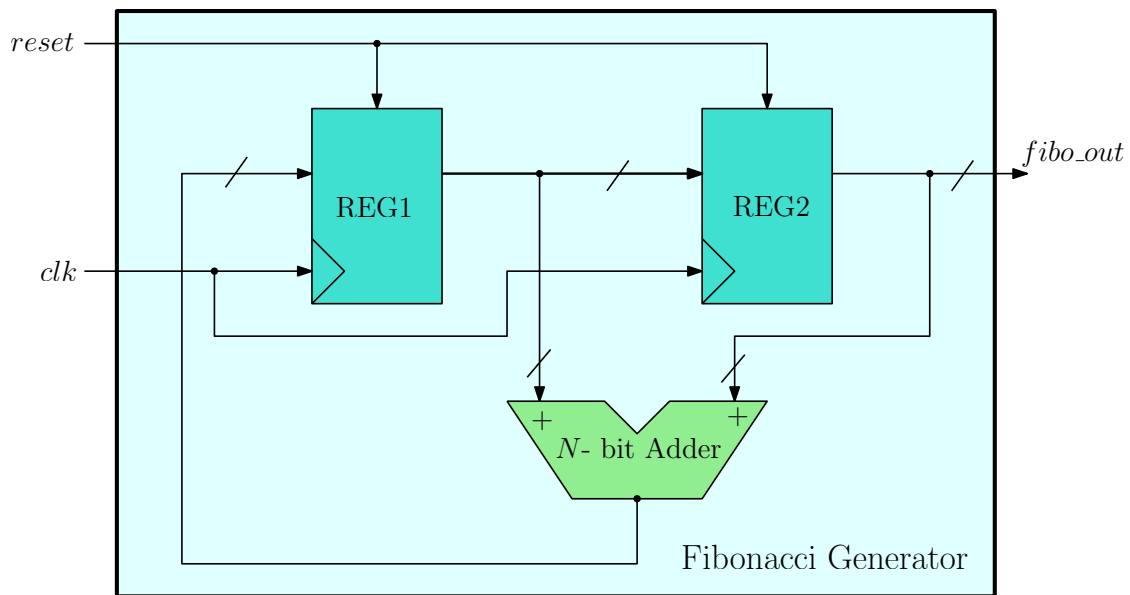 reset
fibo_out
REG1
REG2
clk
+
+
N- bit Adder
Fibonacci Generator